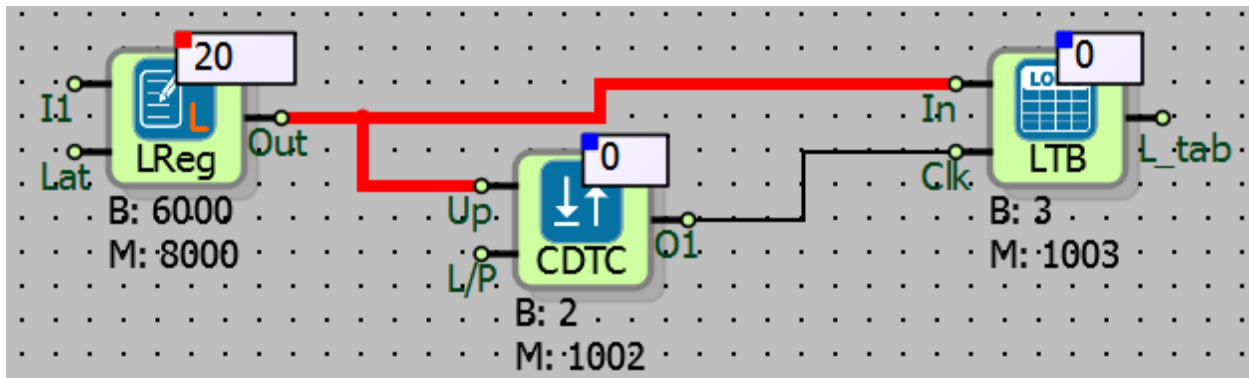 20
I1
Lat
L
LReg
Out
B: 6000
M: 8000
0
Up
L/P
CDTC
O1
B: 2
M: 1002
0
In
Clk
LTB
L_tab
B: 3
M: 1003